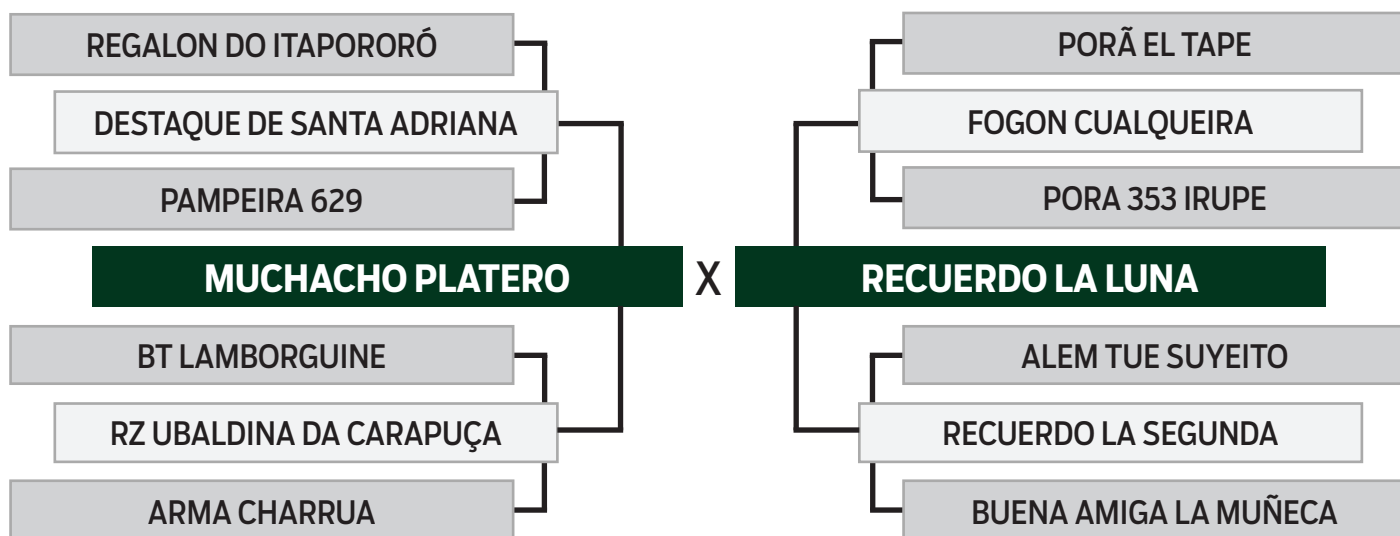 REGALON DO ITAPORORÓ
DESTAQUE DE SANTA ADRIANA
PAMPEIRA 629
PORÃ EL TAPE
FOGON CUALQUEIRA
PORA 353 IRUPE
MUCHACHO PLATERO X RECUERDO LA LUNA
BT LAMBORGUINE
RZ UBALDINA DA CARAPUÇA
ARMA CHARRUA
ALEM TUE SUYEITO
RECUERDO LA SEGUNDA
BUENA AMIGA LA MUÑECA